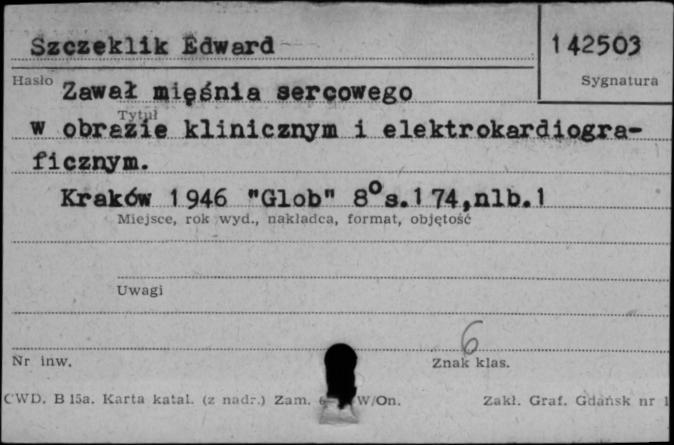 Szczeklik Edward 142503
Hasło Sygnatura
Zawał mięśnia sercowego
Tytuł
w obrazie klinicznym i elektrokardiogra-
ficznym.
Kraków 1946 "Glob" 8° s.174,nlb.1
Miejsce, rok wyd., nakładca, format, objętość
Uwagi
6
Nr inw. Znak klas.
CWD. B 15a. Karta katal. (z nadr.) Zam. W/On. Zakł. Graf. Gdańsk nr 1